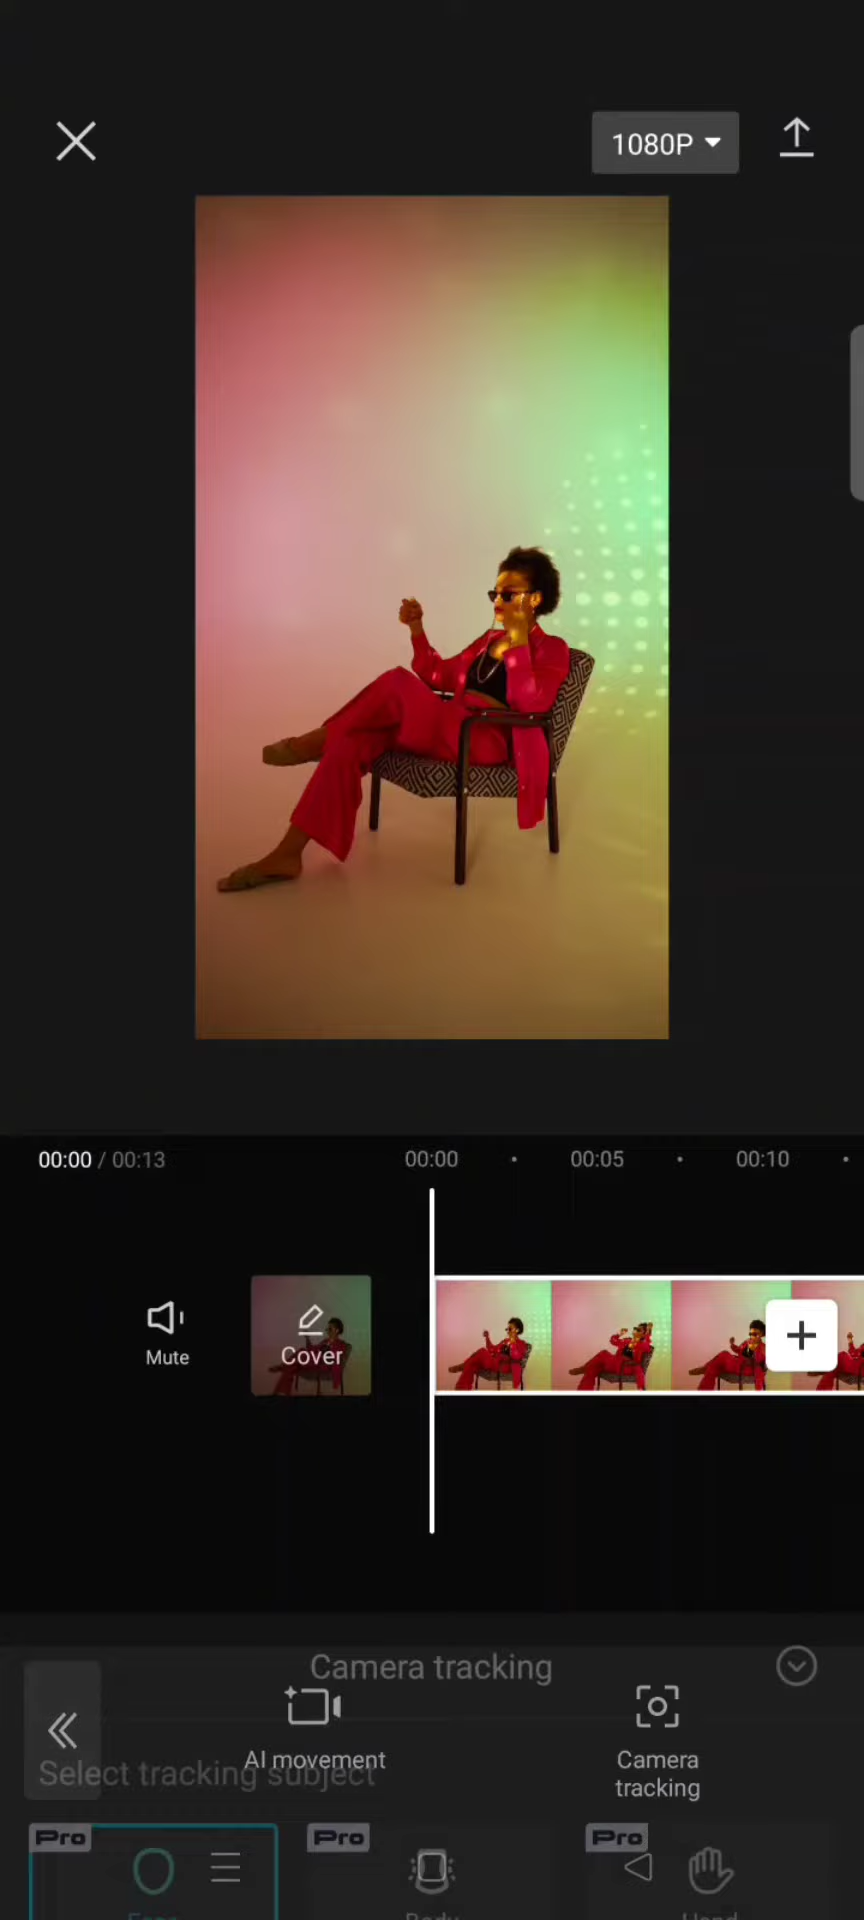 1080P
00:00 / 00:13
00:00
00:05
00:10
Mute
Cover
Camera tracking
AI movement
Camera
tracking
Select tracking subject
Pro
Pro
Pro